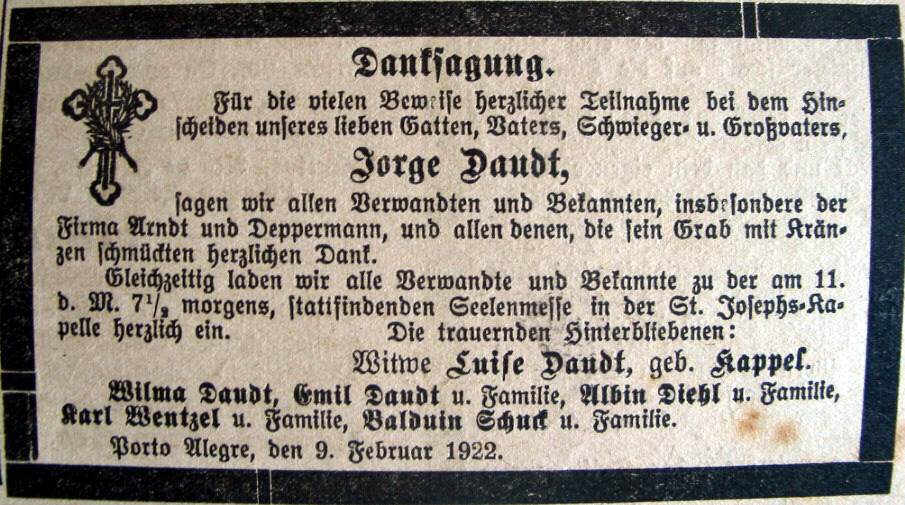 Danksagung.
Für die vielen Beweise herzlicher Teilnahme bei dem Hin-
scheiden unseres lieben Gatten, Vaters, Schwieger- u. Großvaters,
Jorge Daudt,
sagen wir allen Verwandten und Bekannten, insbesondere der
Firma Arndt und Deppermann, und allen denen, die sein Grab mit Krän-
zen schmückten herzlichen Dank.
Gleichzeitig laden wir alle Verwandte und Bekannte zu der am 11.
d. M. 7½ morgens, stattfindenden Seelenmesse in der St. Josephs-Ka-
pelle herzlich ein. Die trauernden Hinterbliebenen:
Witwe Luise Daudt, geb. Kappel.
Wilma Daudt, Emil Daudt u. Familie, Albin Diehl u. Familie,
Karl Wentzel u. Familie, Balduin Schuck u. Familie.
Porto Alegre, den 9. Februar 1922.